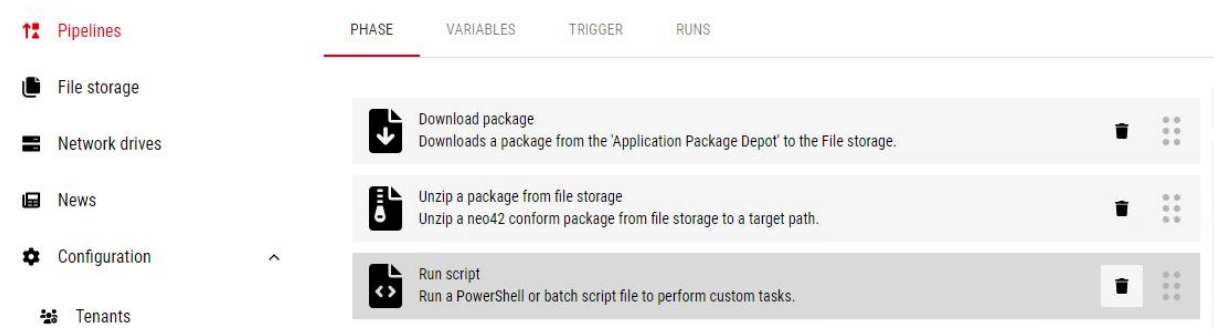 Pipelines
File storage
Network drives
News
Configuration
Tenants
PHASE VARIABLES TRIGGER RUNS
Download package
Downloads a package from the 'Application Package Depot' to the File storage.
Unzip a package from file storage
Unzip a neo42 conform package from file storage to a target path.
Run script
Run a PowerShell or batch script file to perform custom tasks.